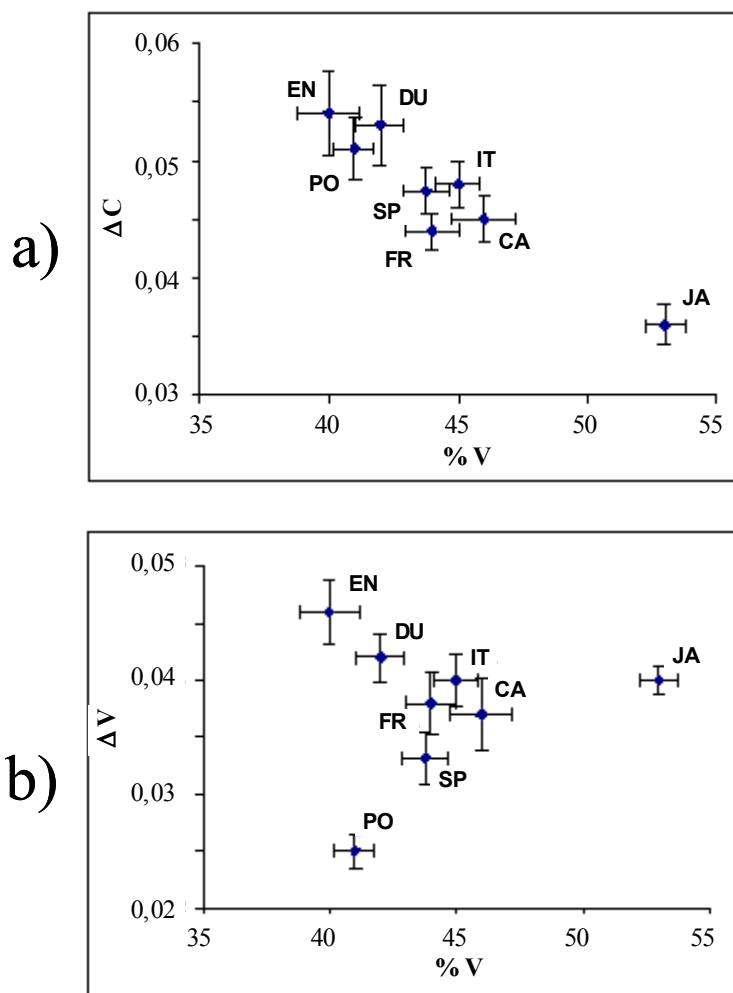 0,06
EN
DU
0,05
IT
PO
SP
ΔC
a)
CA
FR
0,04
JA
0,03
35 40 45 50 55
% V
0,05
EN
DU
IT
JA
0,04
CA
ΔV
FR
b)
SP
0,03
PO
0,02
35 40 45 50 55
% V